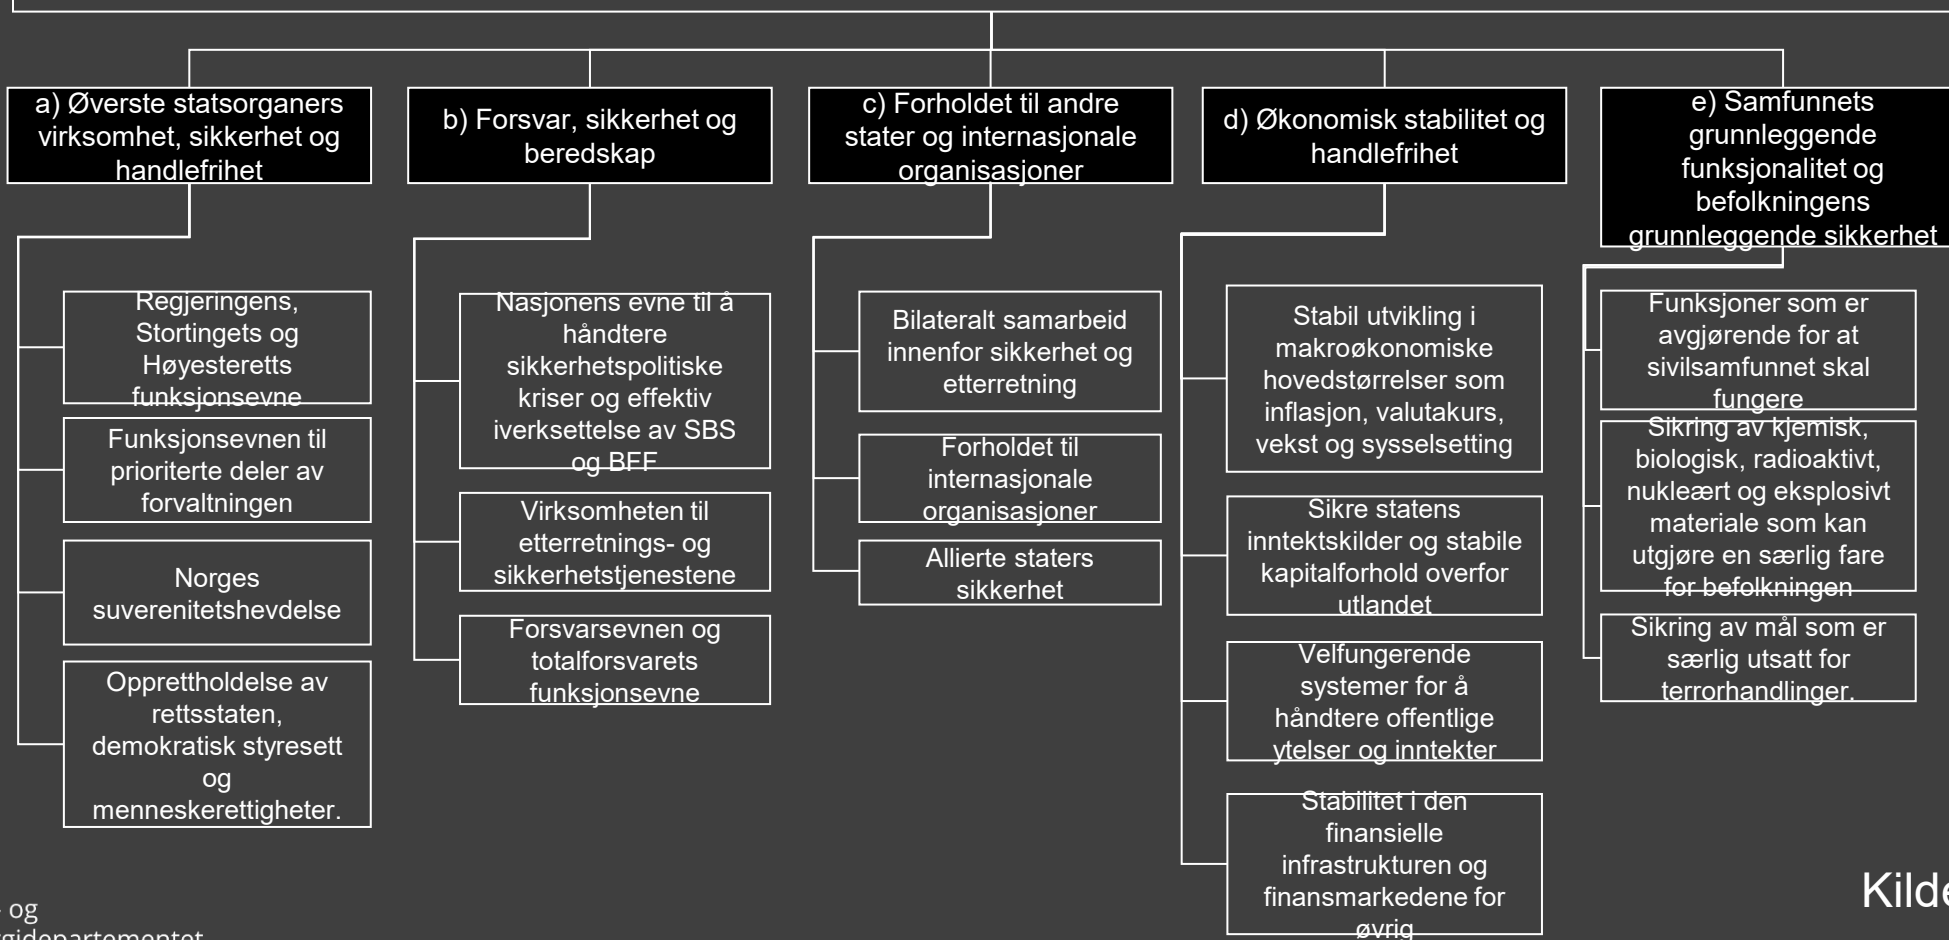 a) Øverste statsorganers
virksomhet, sikkerhet og
handlefrihet
Regjeringens,
Stortingets og
Høyesteretts
funksjonsevne
Funksjonsevnen til
prioriterte deler av
forvaltningen
Norges
suverenitetshevdelse
Opprettholdelse av
rettsstaten,
demokratisk styresett
og
menneskerettigheter.
b) Forsvar, sikkerhet og
beredskap
Nasjonens evne til å
håndtere
sikkerhetspolitiske
kriser og effektiv
iverksettelse av SBS
og BFF
Virksomheten til
etterretnings- og
sikkerhetstjenestene
Forsvarsevnen og
totalforsvarets
funksjonsevne
c) Forholdet til andre
stater og internasjonale
organisasjoner
Bilateralt samarbeid
innenfor sikkerhet og
etterretning
Forholdet til
internasjonale
organisasjoner
Allierte staters
sikkerhet
d) Økonomisk stabilitet og
handlefrihet
Stabil utvikling i
makroøkonomiske
hovedstørrelser som
inflasjon, valutakurs,
vekst og sysselsetting
Sikre statens
inntektskilder og stabile
kapitalforhold overfor
utlandet
Velfungerende
systemer for å
håndtere offentlige
ytelser og inntekter
Stabilitet i den
finansielle
infrastrukturen og
finansmarkedene for
øvrig
e) Samfunnets
grunnleggende
funksjonalitet og
befolkningens
grunnleggende sikkerhet
Funksjoner som er
avgjørende for at
sivilsamfunnet skal
fungere
Sikring av kjemisk,
biologisk, radioaktivt,
nukleært og eksplosivt
materiale som kan
utgjøre en særlig fare
for befolkningen
Sikring av mål som er
særlig utsatt for
terrorhandlinger.
og